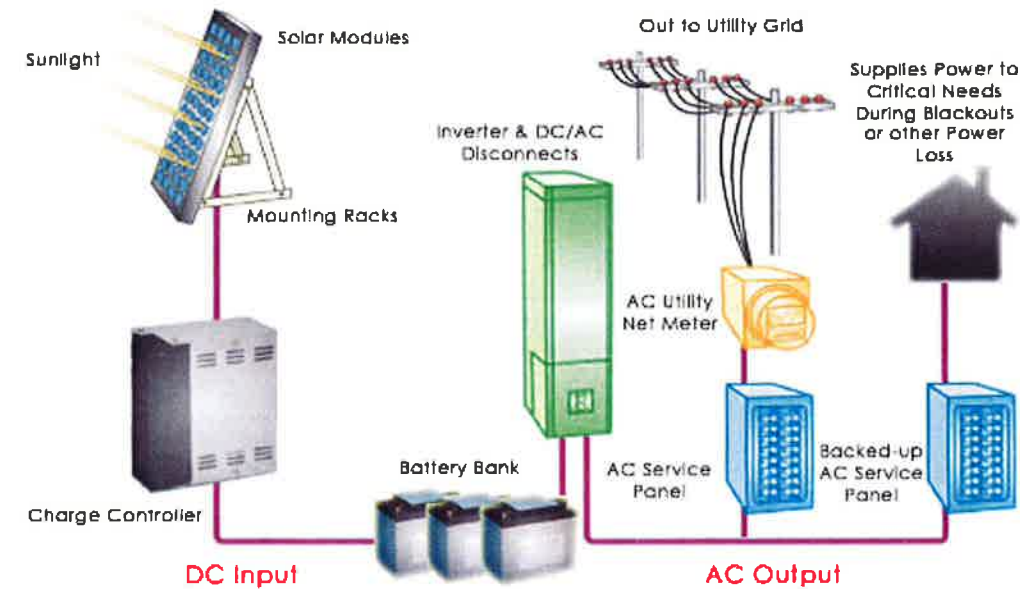 Sunlight
Solar Modules
Mounting Racks
Charge Controller
DC Input
Battery Bank
Inverter & DC/AC
Disconnects
Out to Utility Grid
AC Utility
Net Meter
AC Service
Panel
Supplies Power to
Critical Needs
During Blackouts
or other Power
Loss
Backed-up
AC Service
Panel
AC Output